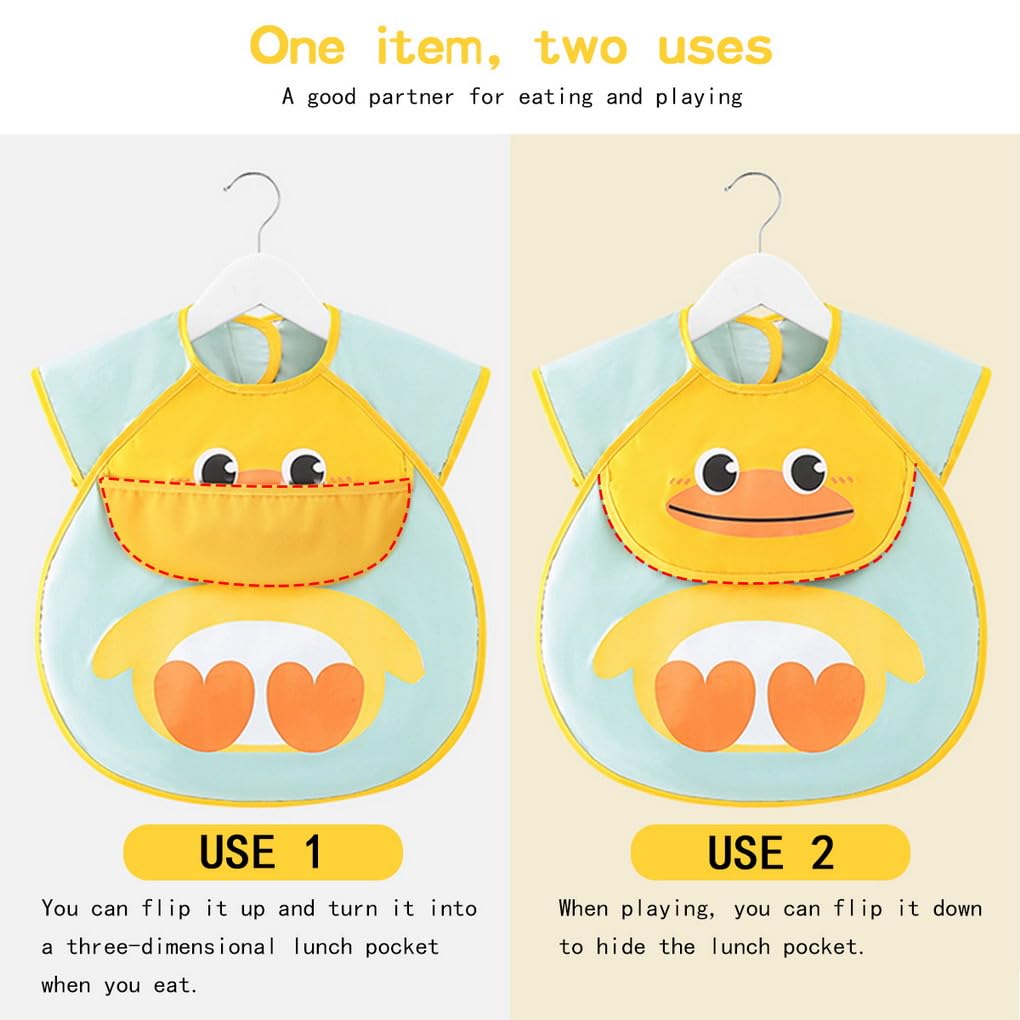 One item, two uses
A good partner for eating and playing
USE 1
You can flip it up and turn it into
a three-dimensional lunch pocket
when you eat.
USE 2
When playing, you can flip it down
to hide the lunch pocket.